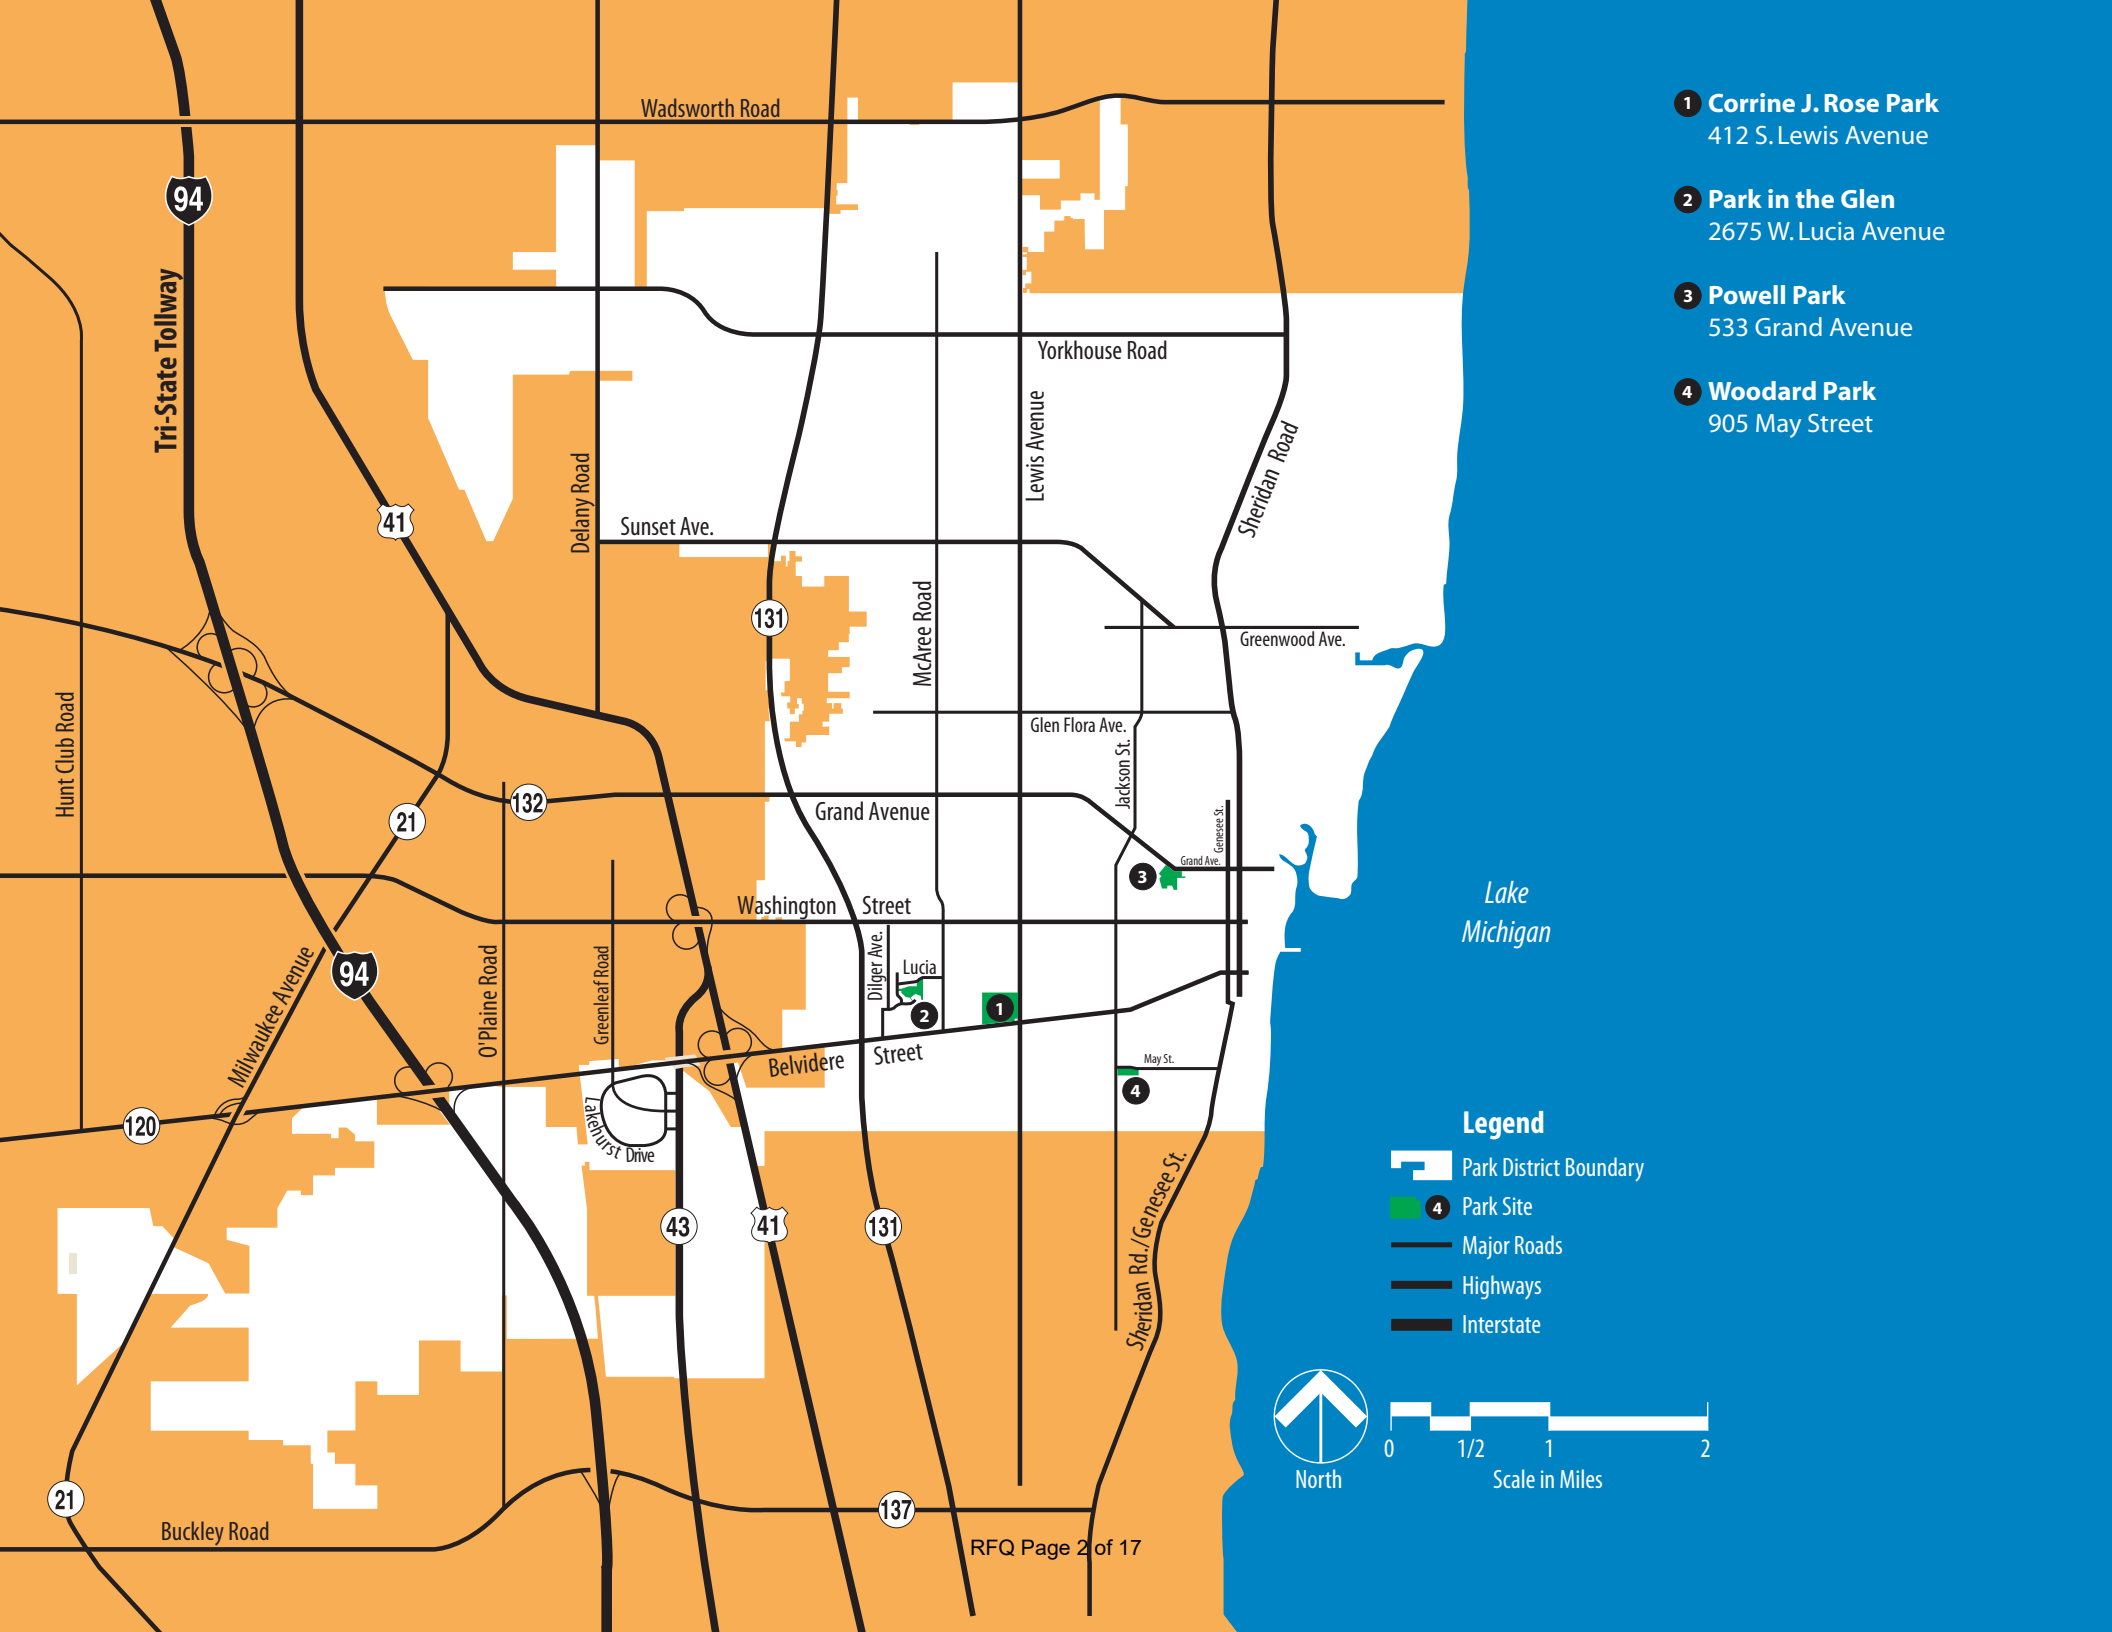 Wadsworth Road
94
Tri-State Tollway
Yorkhouse Road
Lewis Avenue
Sheridan Road
41
Delany Road
Sunset Ave.
131
McAree Road
Greenwood Ave.
Hunt Club Road
Glen Flora Ave.
Jackson St.
132
21
Grand Avenue
Genesee St.
Grand Ave.
3
Washington Street
Milwaukee Avenue
94
O'Plaine Road
Greenleaf Road
Dilger Ave.
Lucia
2
1
Belvidere Street
May St.
4
120
Lakehurst Drive
43
41
131
Sheridan Rd./Genesee St.
21
Buckley Road
137
RFQ Page 2 of 17
Lake
Michigan
1 Corrine J. Rose Park
412 S. Lewis Avenue
2 Park in the Glen
2675 W. Lucia Avenue
3 Powell Park
533 Grand Avenue
4 Woodard Park
905 May Street
Legend
Park District Boundary
4 Park Site
Major Roads
Highways
Interstate
North
0 1/2 1 2
Scale in Miles